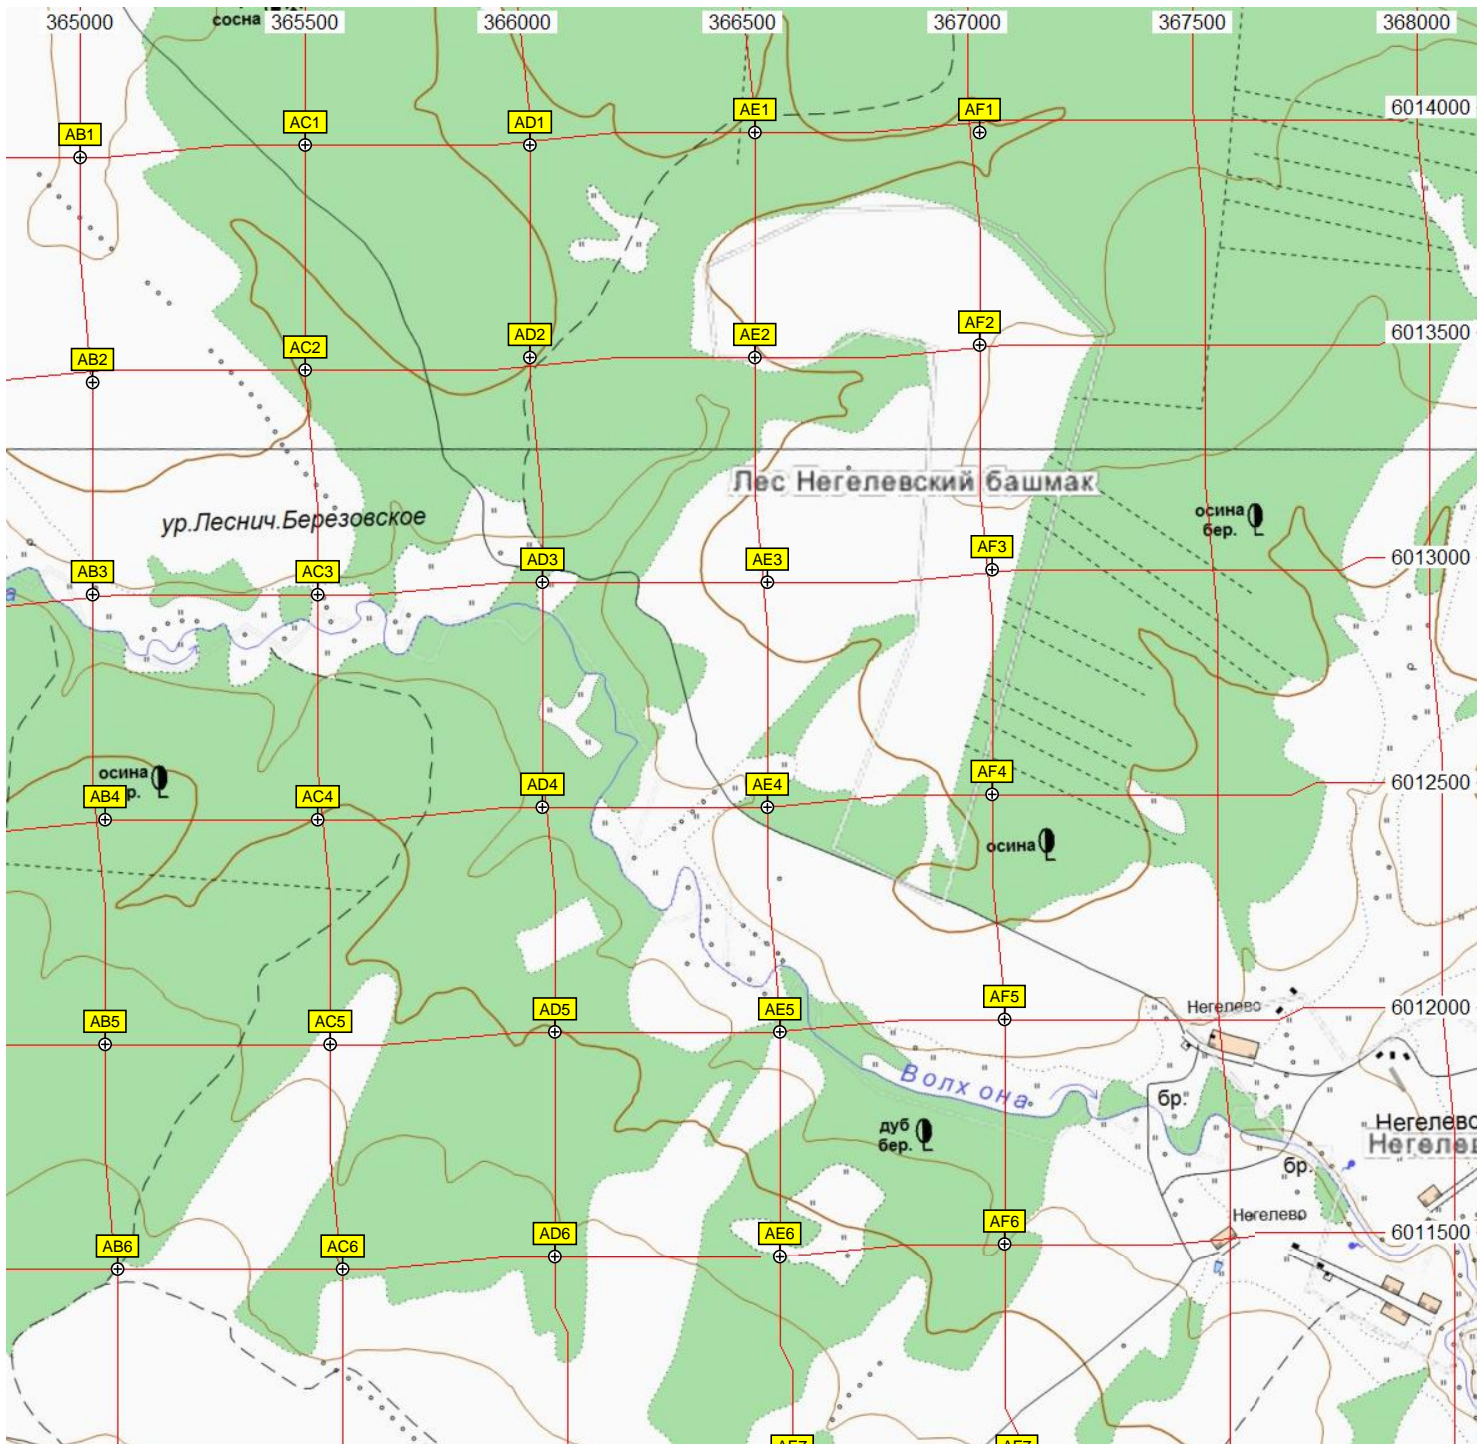 365000 365500 366000 366500 367000 367500 368000
сосна
6014000
AB1 AC1 AD1 AE1 AF1
6013500
AB2 AC2 AD2 AE2 AF2
Лес Негелевский башмак
ур.Леснич.Березовское
осина
бер.
6013000
а
AB3 AC3 AD3 AE3 AF3
осина
р.
6012500
AB4 AC4 AD4 AE4 AF4
осина
Негелево
6012000
AB5 AC5 AD5 AE5 AF5
Волхона
бр.
дуб
бер.
Негелево
Негелев
бр.
Негелево
6011500
AB6 AC6 AD6 AE6 AF6
AE7 AF7